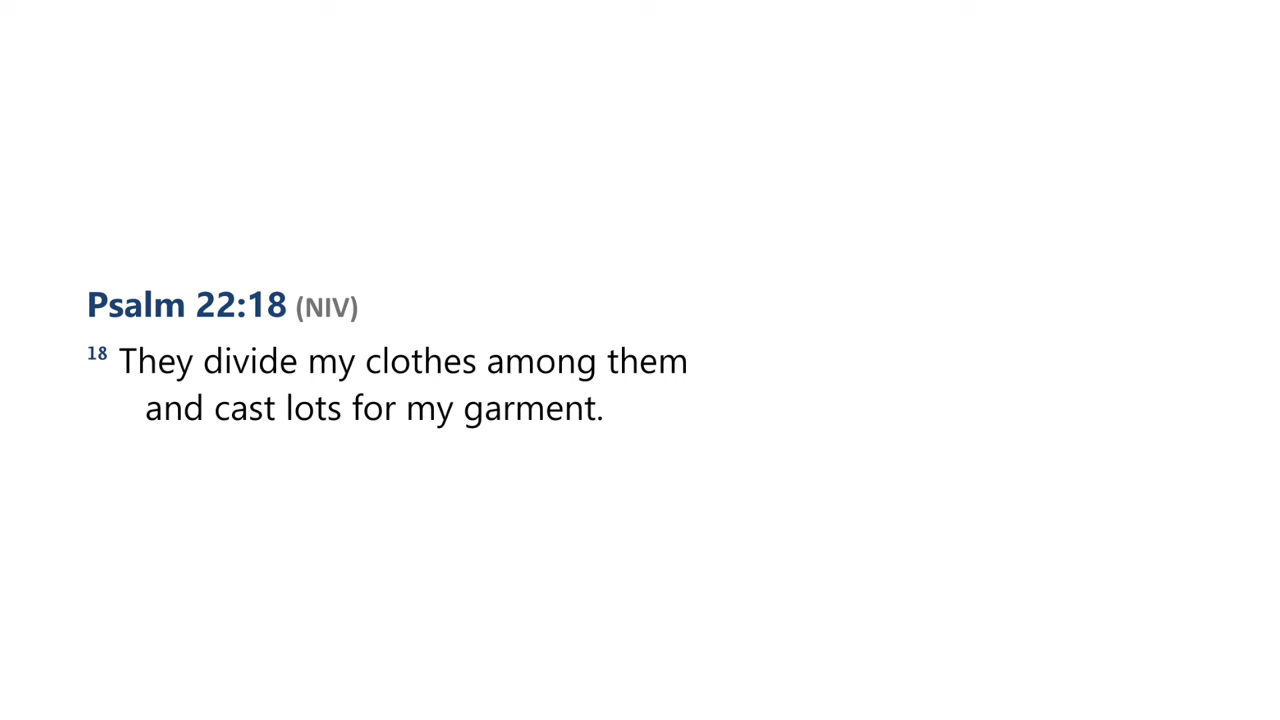 Psalm 22:18 (NIV)
18 They divide my clothes among them
and cast lots for my garment.